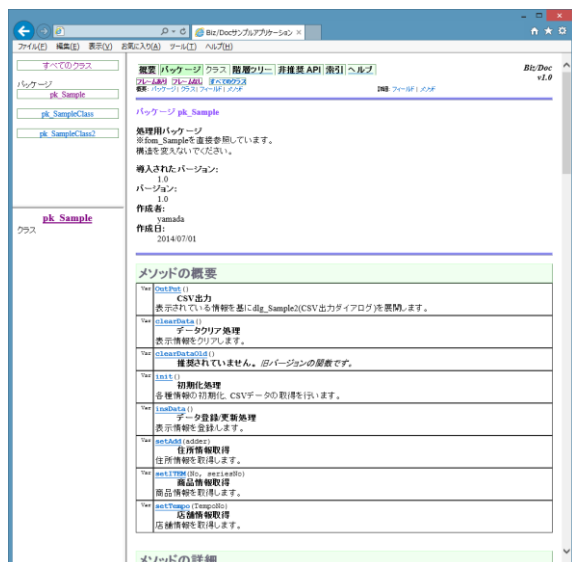 Biz/Docサンプルアプリケーション ×
ファイル(F) 編集(E) 表示(V) お気に入り(A) ツール(T) ヘルプ(H)
すべてのクラス
パッケージ
pk_Sample
pk_SampleClass
pk_SampleClass2
pk_Sample
クラス
概要 パッケージ クラス 階層ツリー 非推奨 API 索引 ヘルプ
Biz/Doc
v1.0
フレームあり フレームなし すべてのクラス
概要: パッケージ | クラス | フィールド | メソッド
詳細: フィールド | メソッド
パッケージ pk_Sample
処理用パッケージ
※fom_Sampleを直接参照しています。
構造を変えないでください。
導入されたバージョン:
1.0
バージョン:
1.0
作成者:
yamada
作成日:
2014/07/01
メソッドの概要
Var OutPut()
CSV出力
表示されている情報を基にdlg_Sample2(CSV出力ダイアログ)を展開します。
Var clearData()
データクリア処理
表示情報をクリアします。
Var clearDataOld()
推奨されていません。 旧バージョンの関数です。
Var init()
初期化処理
各種情報の初期化、CSVデータの取得を行います。
Var insData()
データ登録/更新処理
表示情報を登録します。
Var setAdd(adder)
住所情報取得
住所情報を取得します。
Var setITEM(No, seriesNo)
商品情報取得
商品情報を取得します。
Var setTempo(TempoNo)
店舗情報取得
店舗情報を取得します。
メソッドの詳細